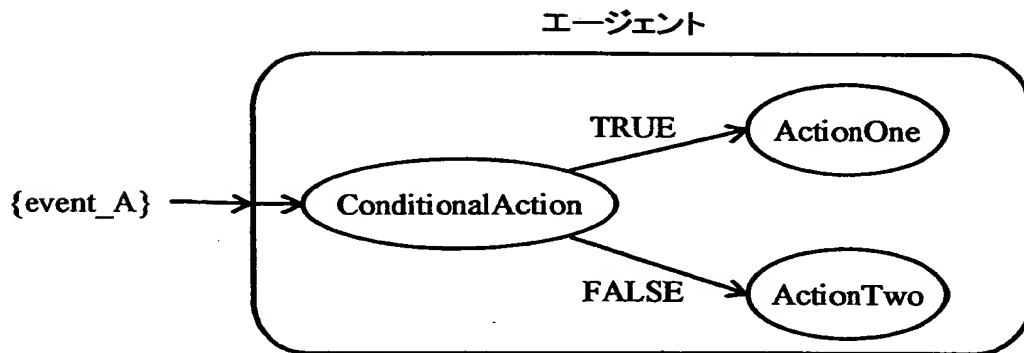 エージェント
TRUE
ActionOne
{event_A}
ConditionalAction
FALSE
ActionTwo